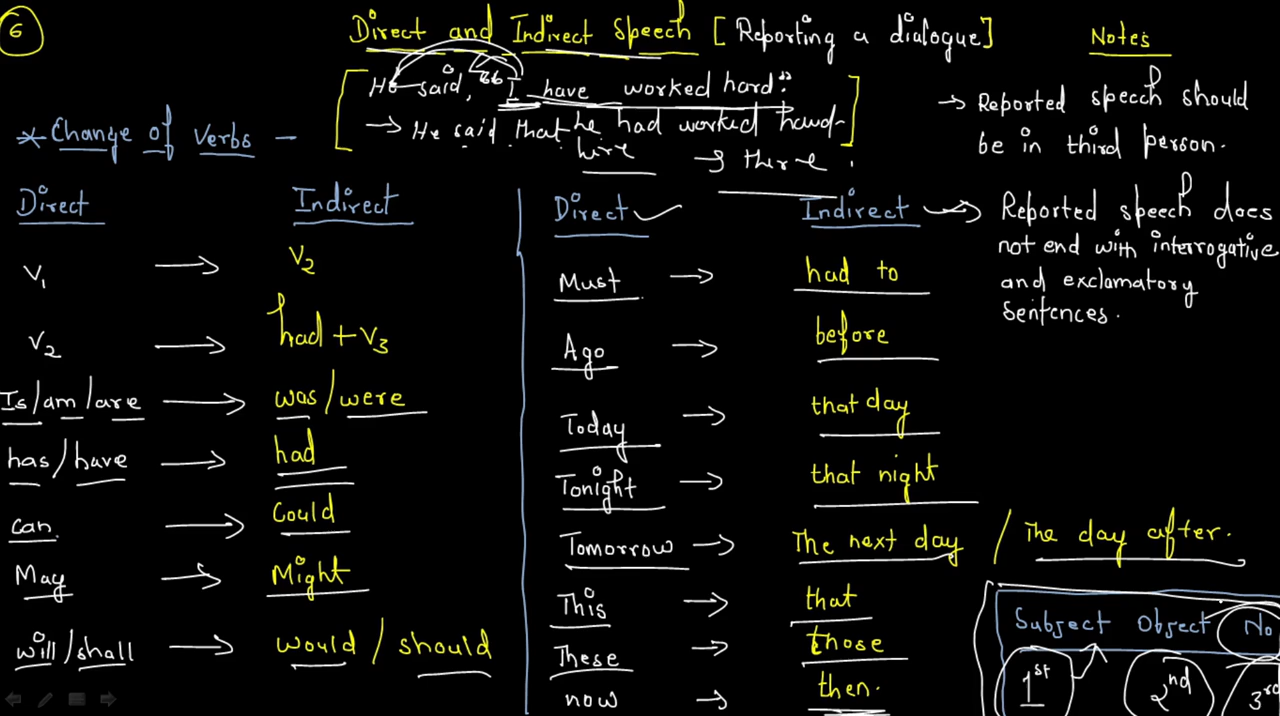 6
Direct and Indirect Speech [Reporting a dialogue]
He said, "I have worked hard."
→ He said that he had worked hard.
here → there
* Change of Verbs -
Direct Indirect
V1 → V2
V2 → had + V3
Is/am/are → was/were
has/have → had
can → Could
May → Might
will/shall → would / should
Direct Indirect
Must → had to
Ago → before
Today → that day
Tonight → that night
Tomorrow → The next day / The day after.
This → that
These → those
now → then.
Notes
→ Reported speech should
be in third person.
→ Reported speech does
not end with interrogative
and exclamatory
sentences.
Subject Object No
1st 2nd 3rd